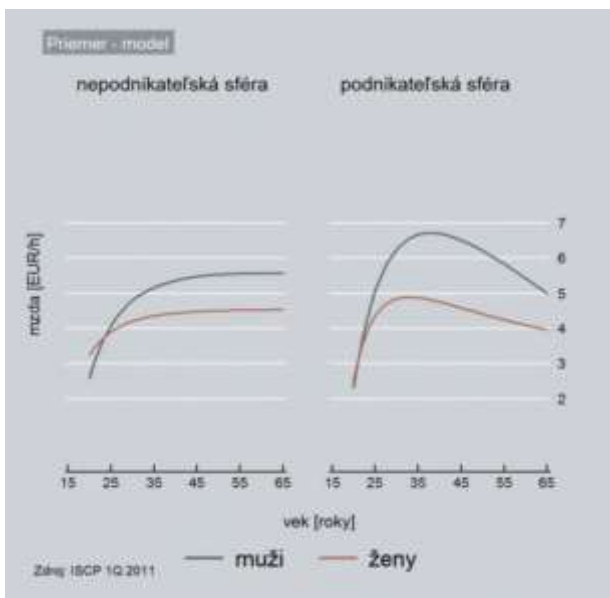 Priemer - model
nepodnikateľská sféra
podnikateľská sféra
mzda [EUR/h]
7
6
5
4
3
2
15 25 35 45 55 65
15 25 35 45 55 65
vek [roky]
muži
ženy
Zdroj: ISCP 1Q 2011